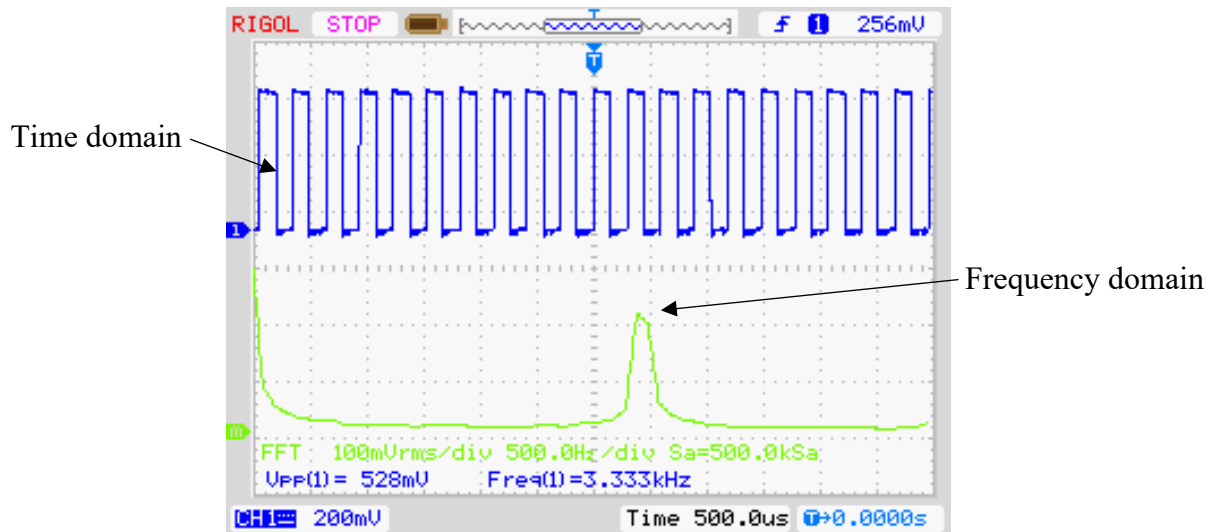 RIGOL STOP T f 1 256mV
T
Time domain
1
Frequency domain
m
FFT 100mVrms/div 500.0Hz/div Sa=500.0kSa
Vpp(1)= 528mV Freq(1)=3.333kHz
CH1 200mV Time 500.0us T→0.0000s